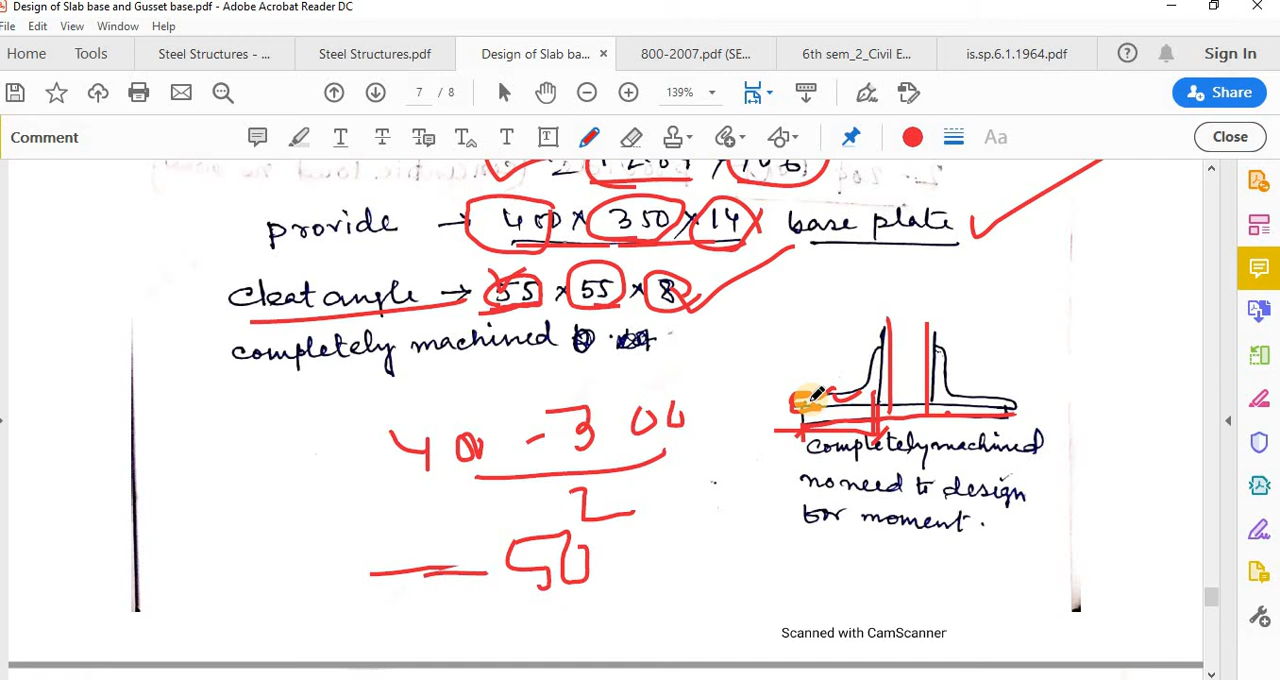 Design of Slab base and Gusset base.pdf - Adobe Acrobat Reader DC
File Edit View Window Help
Home Tools Steel Structures - ... Steel Structures.pdf Design of Slab ba... × 800-2007.pdf (SE... 6th sem_2_Civil E... is.sp.6.1.1964.pdf Sign In
7 / 8 139% Share
Comment Aa Close
provide → 400 × 350 × 14 base plate
Cleat angle → 55 × 55 × 8
completely machined
400 - 300
2
50
completely machined
no need to design
for moment.
Scanned with CamScanner